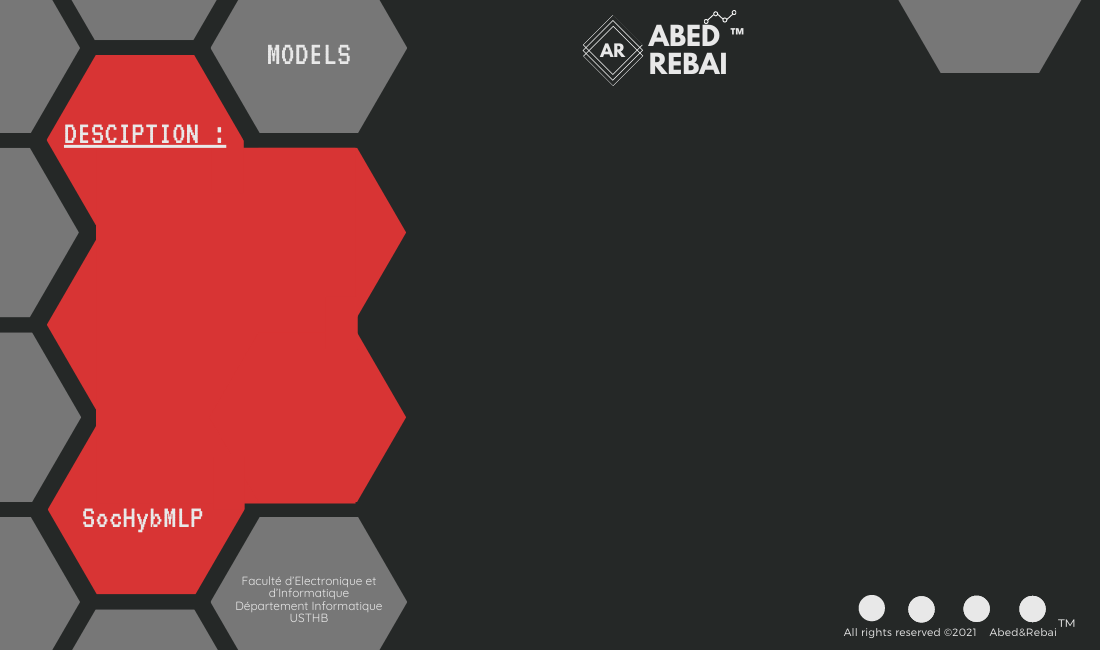 MODELS
AR
ABED ™
REBAI
DESCIPTION :
SocHybMLP
Faculté d'Electronique et
d'Informatique
Département Informatique
USTHB
All rights reserved ©2021 Abed&Rebai ™